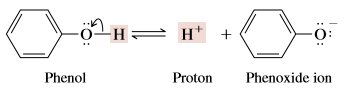 O—H ⇌ H⁺ + O:⁻
Phenol Proton Phenoxide ion